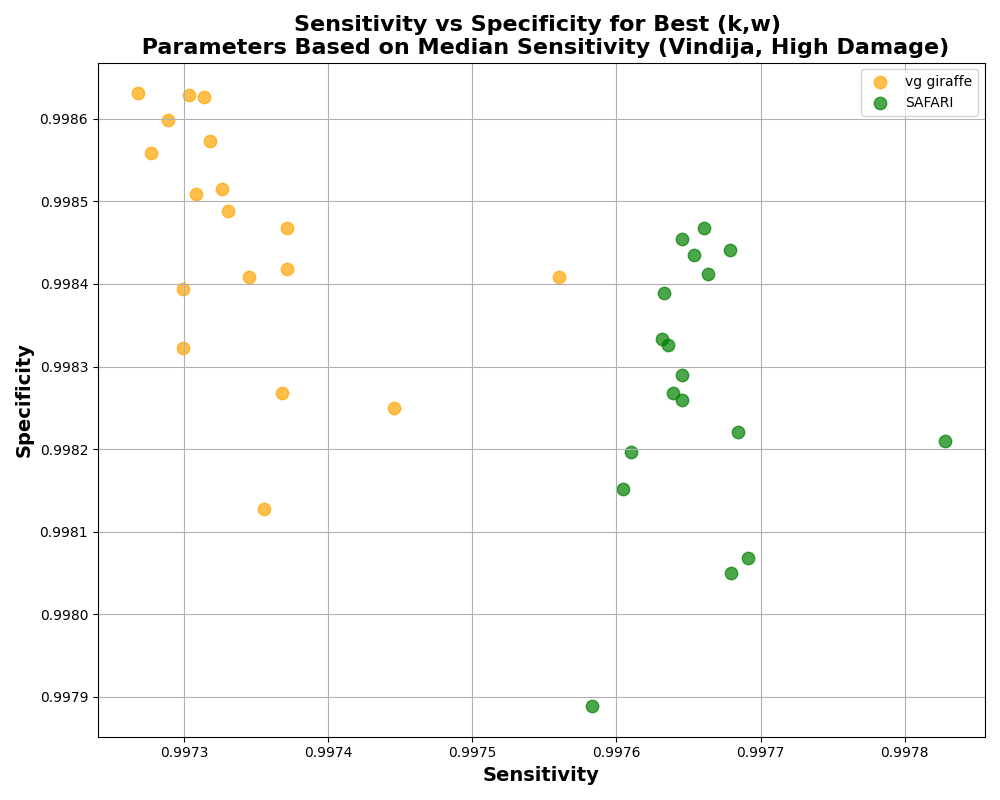 Sensitivity vs Specificity for Best (k,w)
Parameters Based on Median Sensitivity (Vindija, High Damage)
vg giraffe
SAFARI
Specificity
0.9986
0.9985
0.9984
0.9983
0.9982
0.9981
0.9980
0.9979
0.9973
0.9974
0.9975
0.9976
0.9977
0.9978
Sensitivity